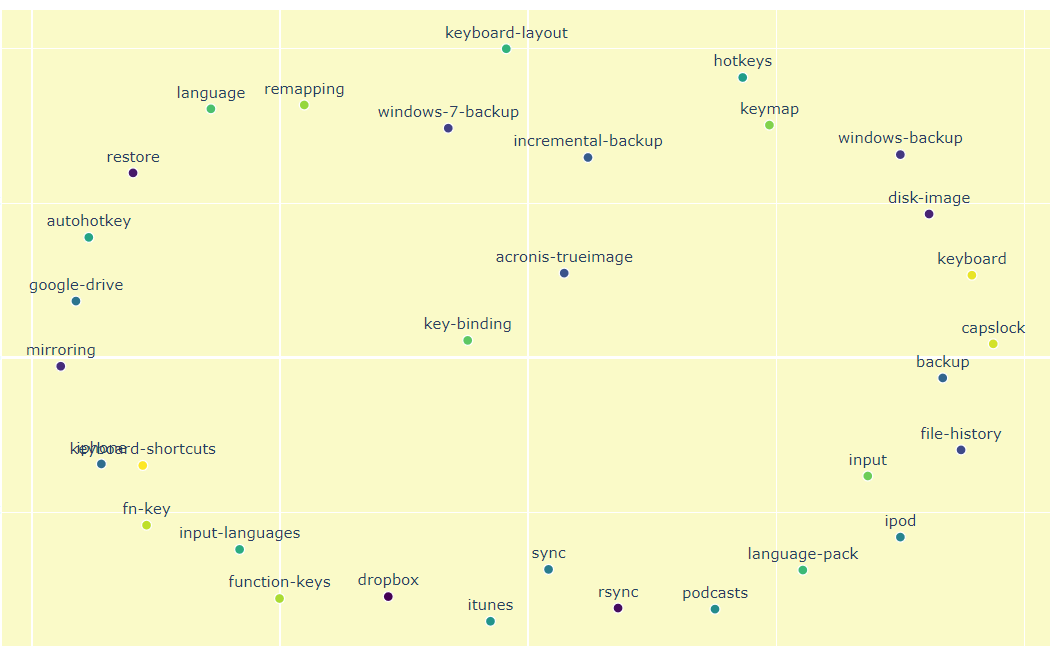 keyboard-layout
hotkeys
language
remapping
windows-7-backup
keymap
incremental-backup
windows-backup
restore
disk-image
autohotkey
acronis-trueimage
keyboard
google-drive
key-binding
capslock
mirroring
backup
file-history
iphone
keyboard-shortcuts
input
fn-key
ipod
input-languages
sync
language-pack
function-keys
dropbox
rsync
podcasts
itunes